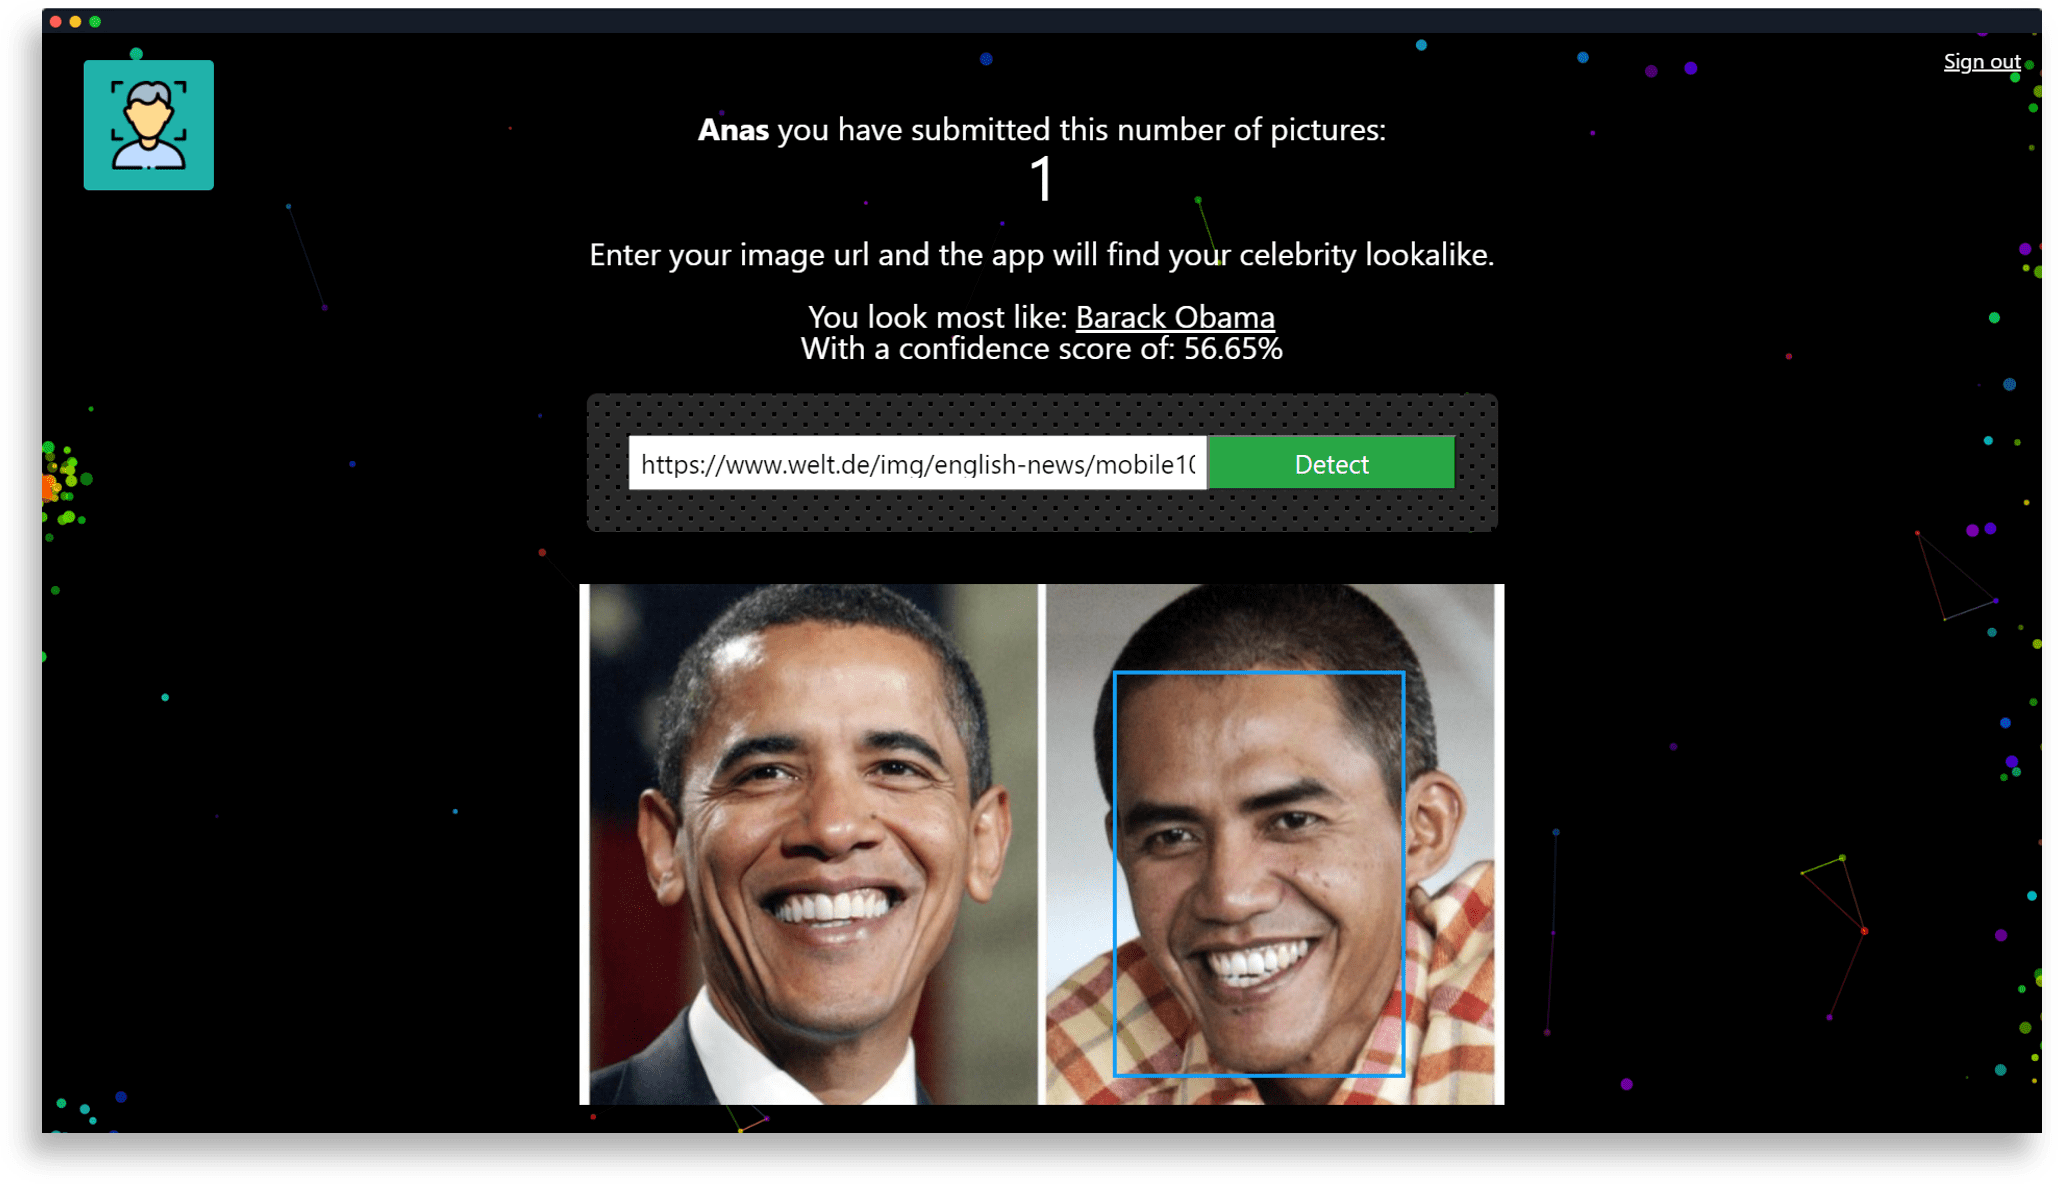 Sign out
Anas you have submitted this number of pictures:
1
Enter your image url and the app will find your celebrity lookalike.
You look most like: Barack Obama
With a confidence score of: 56.65%
https://www.welt.de/img/english-news/mobile10
Detect